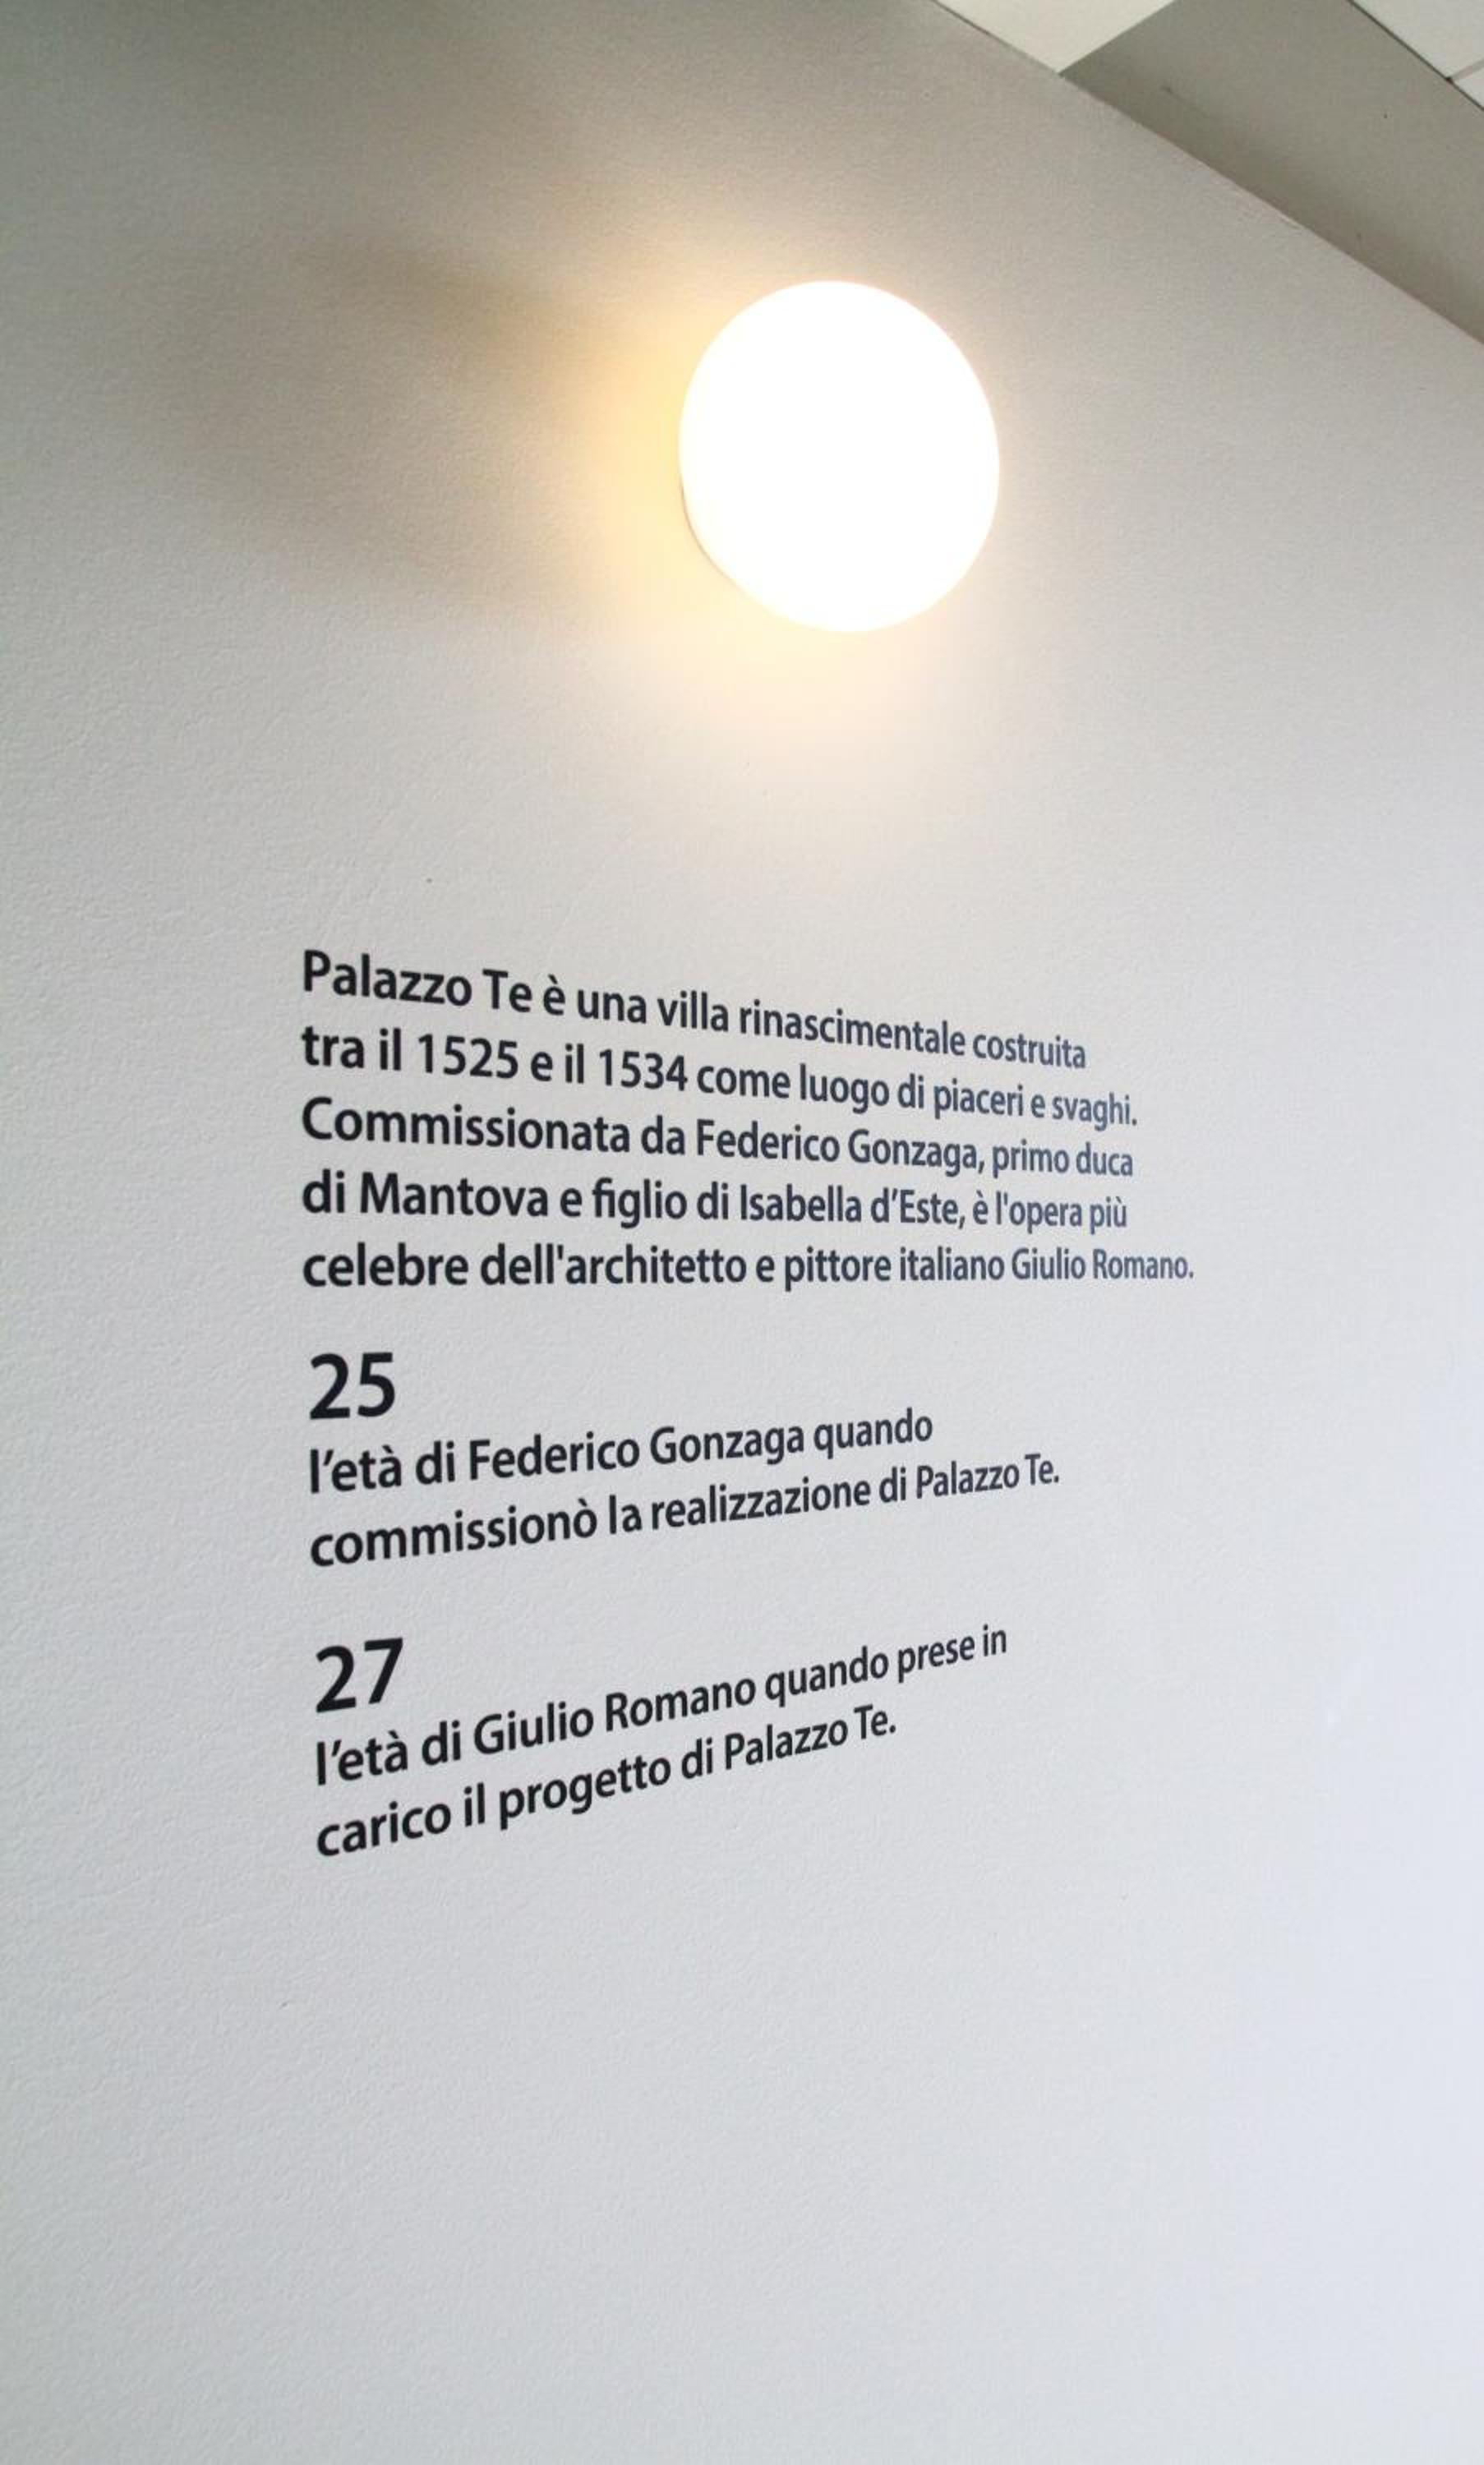 Palazzo Te è una villa rinascimentale costruita
tra il 1525 e il 1534 come luogo di piaceri e svaghi.
Commissionata da Federico Gonzaga, primo duca
di Mantova e figlio di Isabella d’Este, è l'opera più
celebre dell'architetto e pittore italiano Giulio Romano.
25
l’età di Federico Gonzaga quando
commissionò la realizzazione di Palazzo Te.
27
l’età di Giulio Romano quando prese in
carico il progetto di Palazzo Te.